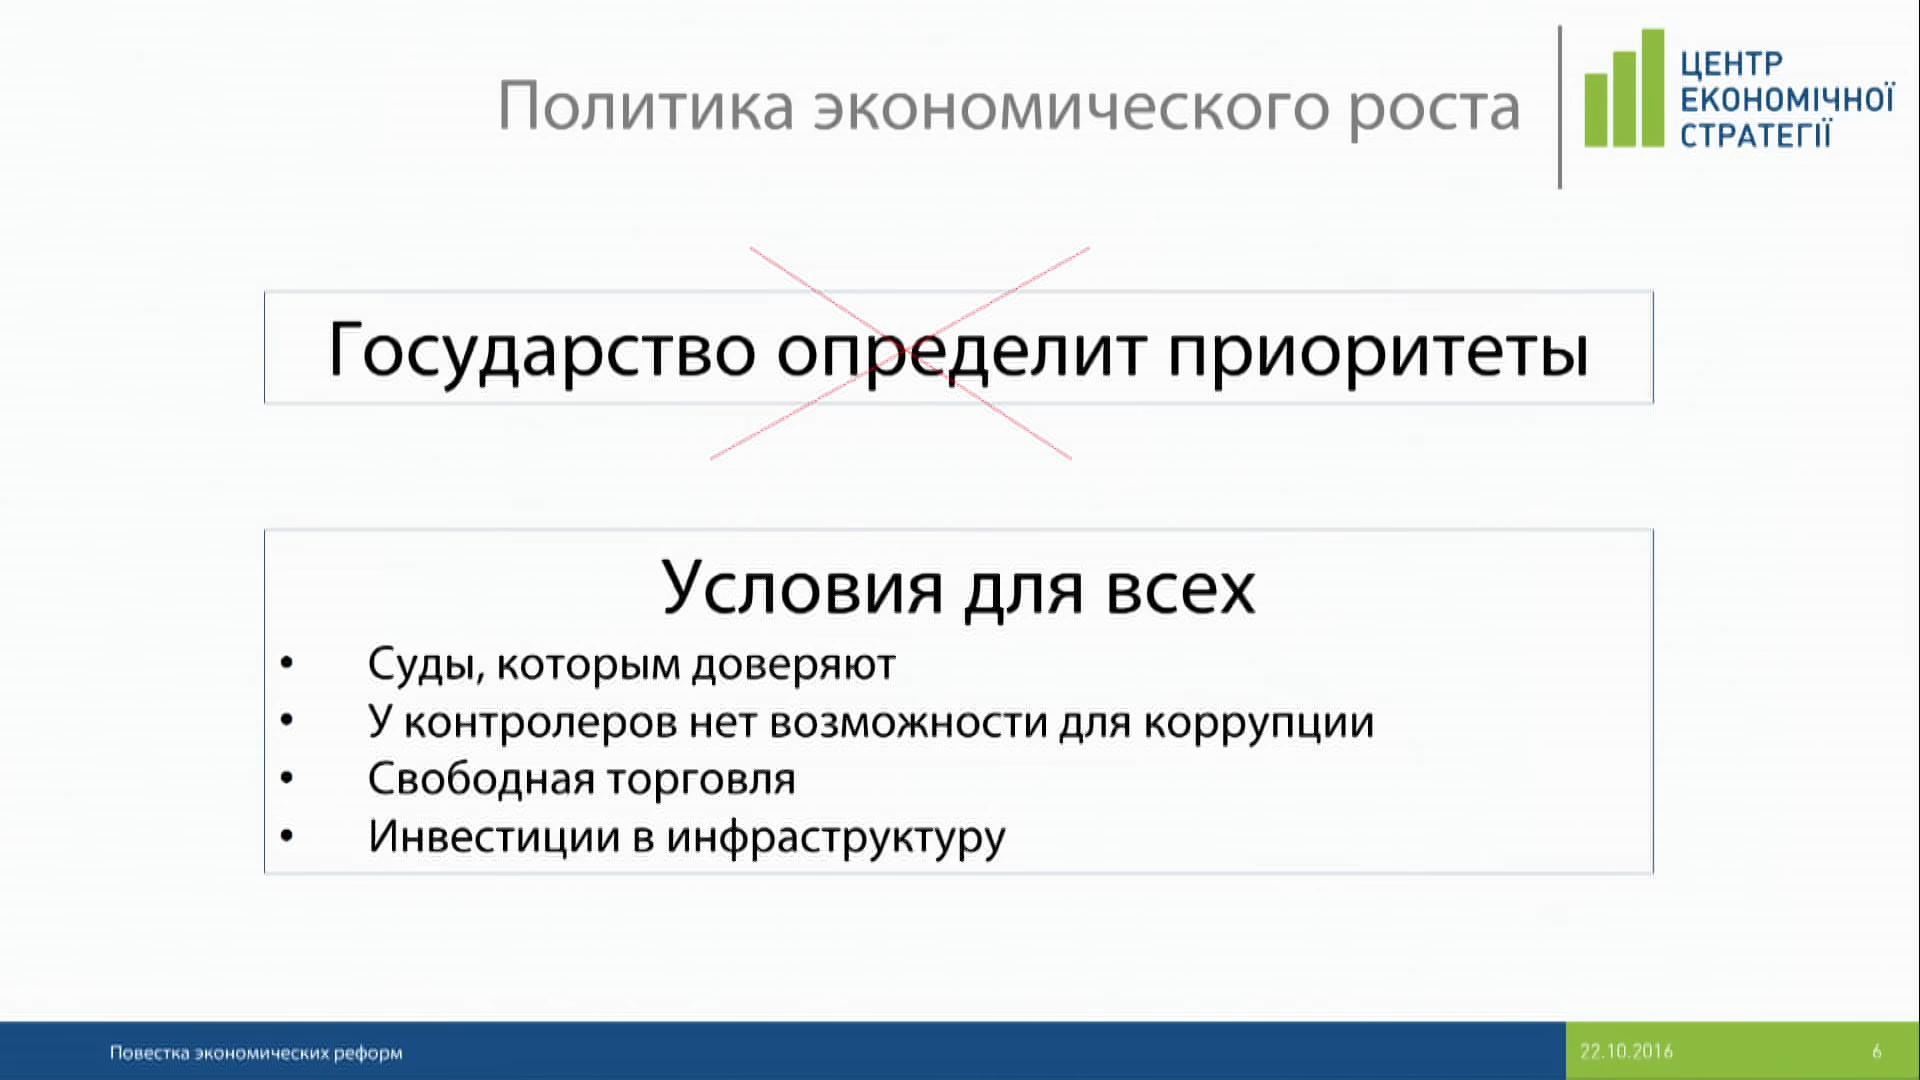 Политика экономического роста
ЦЕНТР
ЕКОНОМІЧНОЇ
СТРАТЕГІЇ
Государство определит приоритеты
Условия для всех
• Суды, которым доверяют
• У контролеров нет возможности для коррупции
• Свободная торговля
• Инвестиции в инфраструктуру
Повестка экономических реформ
22.10.2016
6